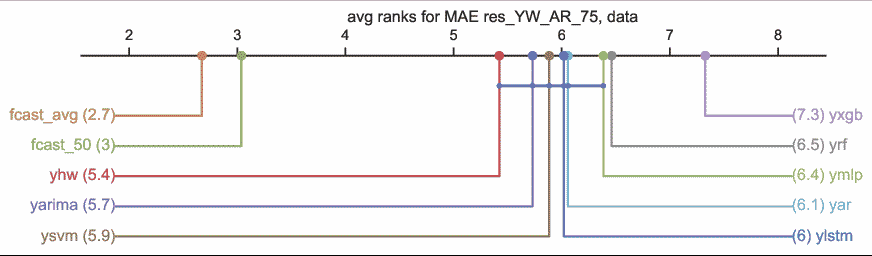 avg ranks for MAE res_YW_AR_75, data
2 3 4 5 6 7 8
fcast_avg (2.7) (7.3) yxgb
fcast_50 (3) (6.5) yrf
yhw (5.4) (6.4) ymlp
yarima (5.7) (6.1) yar
ysvm (5.9) (6) ylstm